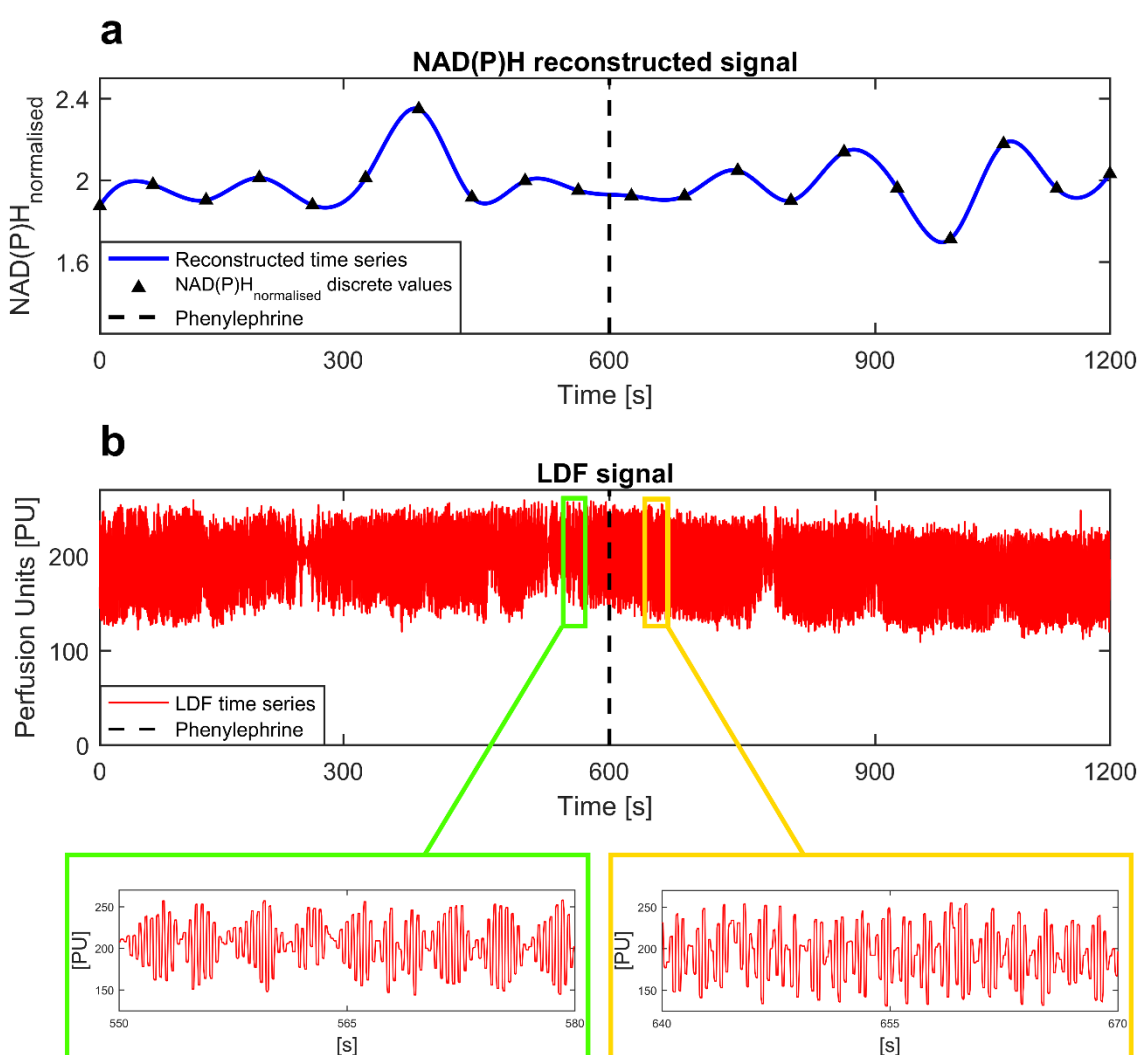 a
NAD(P)H reconstructed signal
NAD(P)Hnormalised
2.4
2
1.6
Reconstructed time series
NAD(P)Hnormalised discrete values
Phenylephrine
0 300 600 900 1200
Time [s]
b
LDF signal
Perfusion Units [PU]
200
100
0
LDF time series
Phenylephrine
0 300 600 900 1200
Time [s]
[PU]
250
200
150
550 565 580
[s]
[PU]
250
200
150
640 655 670
[s]